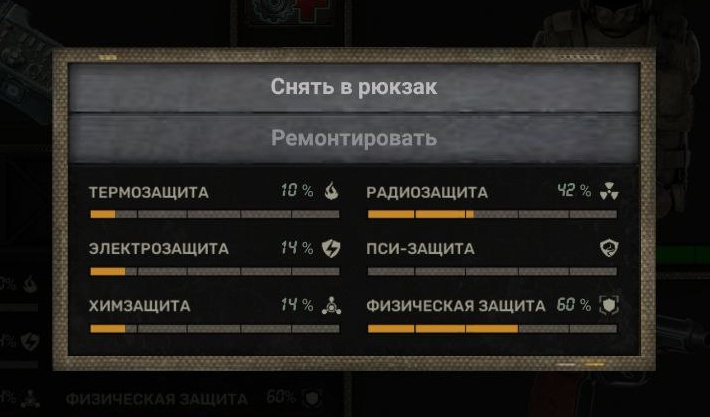 Снять в рюкзак
Ремонтировать
ТЕРМОЗАЩИТА 10 % РАДИОЗАЩИТА 42 %
ЭЛЕКТРОЗАЩИТА 14 % ПСИ-ЗАЩИТА
ХИМЗАЩИТА 14 % ФИЗИЧЕСКАЯ ЗАЩИТА 60 %
ФИЗИЧЕСКАЯ ЗАЩИТА 60%